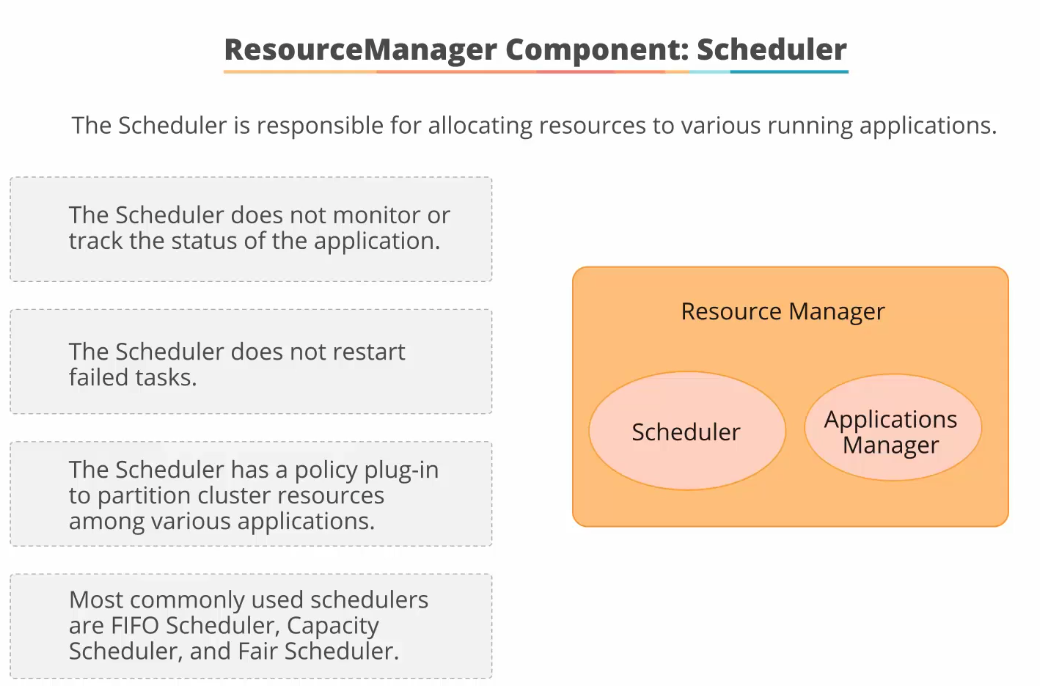 ResourceManager Component: Scheduler
The Scheduler is responsible for allocating resources to various running applications.
The Scheduler does not monitor or
track the status of the application.
The Scheduler does not restart
failed tasks.
The Scheduler has a policy plug-in
to partition cluster resources
among various applications.
Most commonly used schedulers
are FIFO Scheduler, Capacity
Scheduler, and Fair Scheduler.
Resource Manager
Scheduler
Applications
Manager